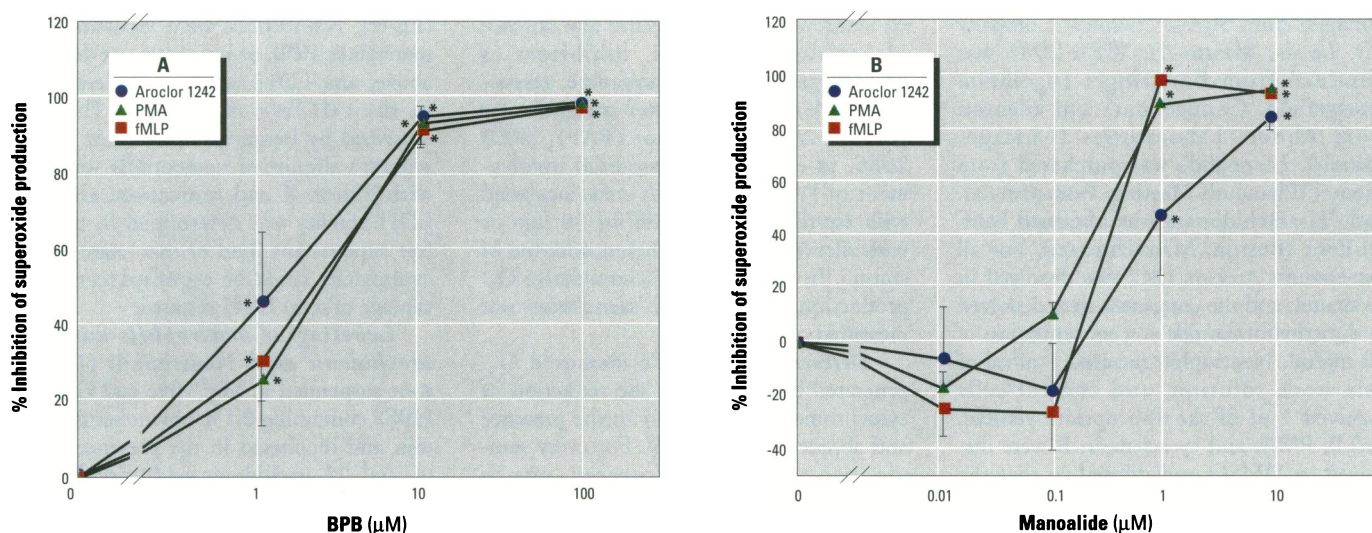 A
Aroclor 1242
PMA
fMLP
120
100
80
60
40
20
0
% Inhibition of superoxide production
* * * * * * * * *
0 1 10 100
BPB (μM)
B
Aroclor 1242
PMA
fMLP
120
100
80
60
40
20
0
-20
-40
% Inhibition of superoxide production
* * * * * * *
0 0.01 0.1 1 10
Manoalide (μM)